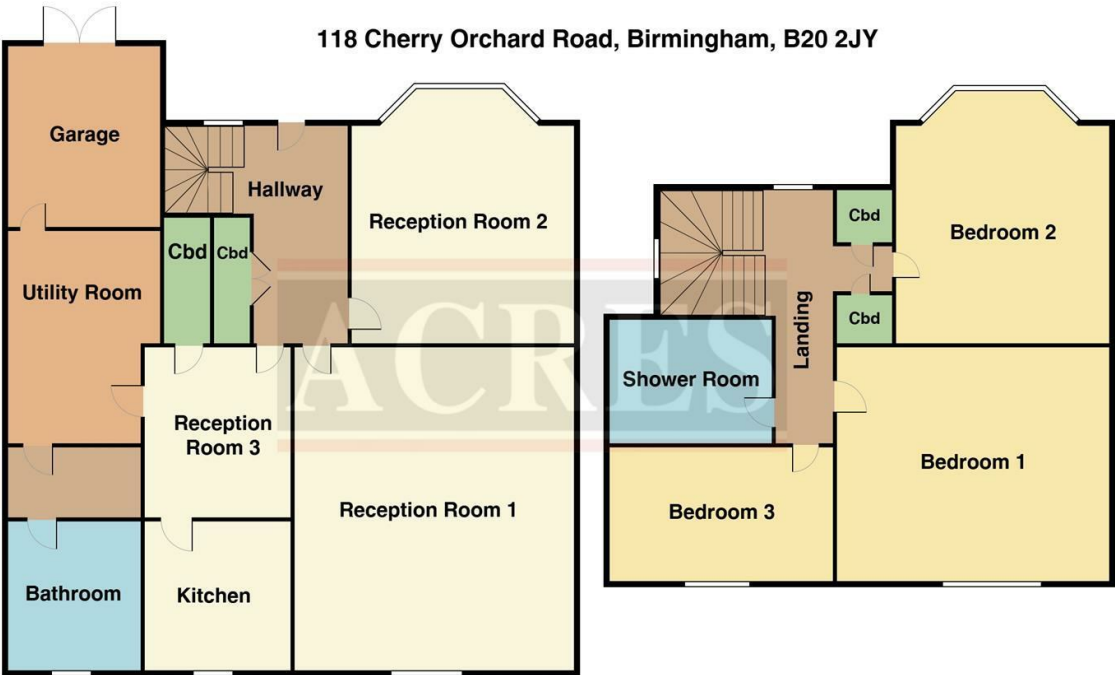 118 Cherry Orchard Road, Birmingham, B20 2JY
Garage
Hallway
Reception Room 2
Cbd
Cbd
Utility Room
Reception
Room 3
Reception Room 1
Bathroom
Kitchen
Cbd
Bedroom 2
Cbd
Landing
Shower Room
Bedroom 1
Bedroom 3
ACRES